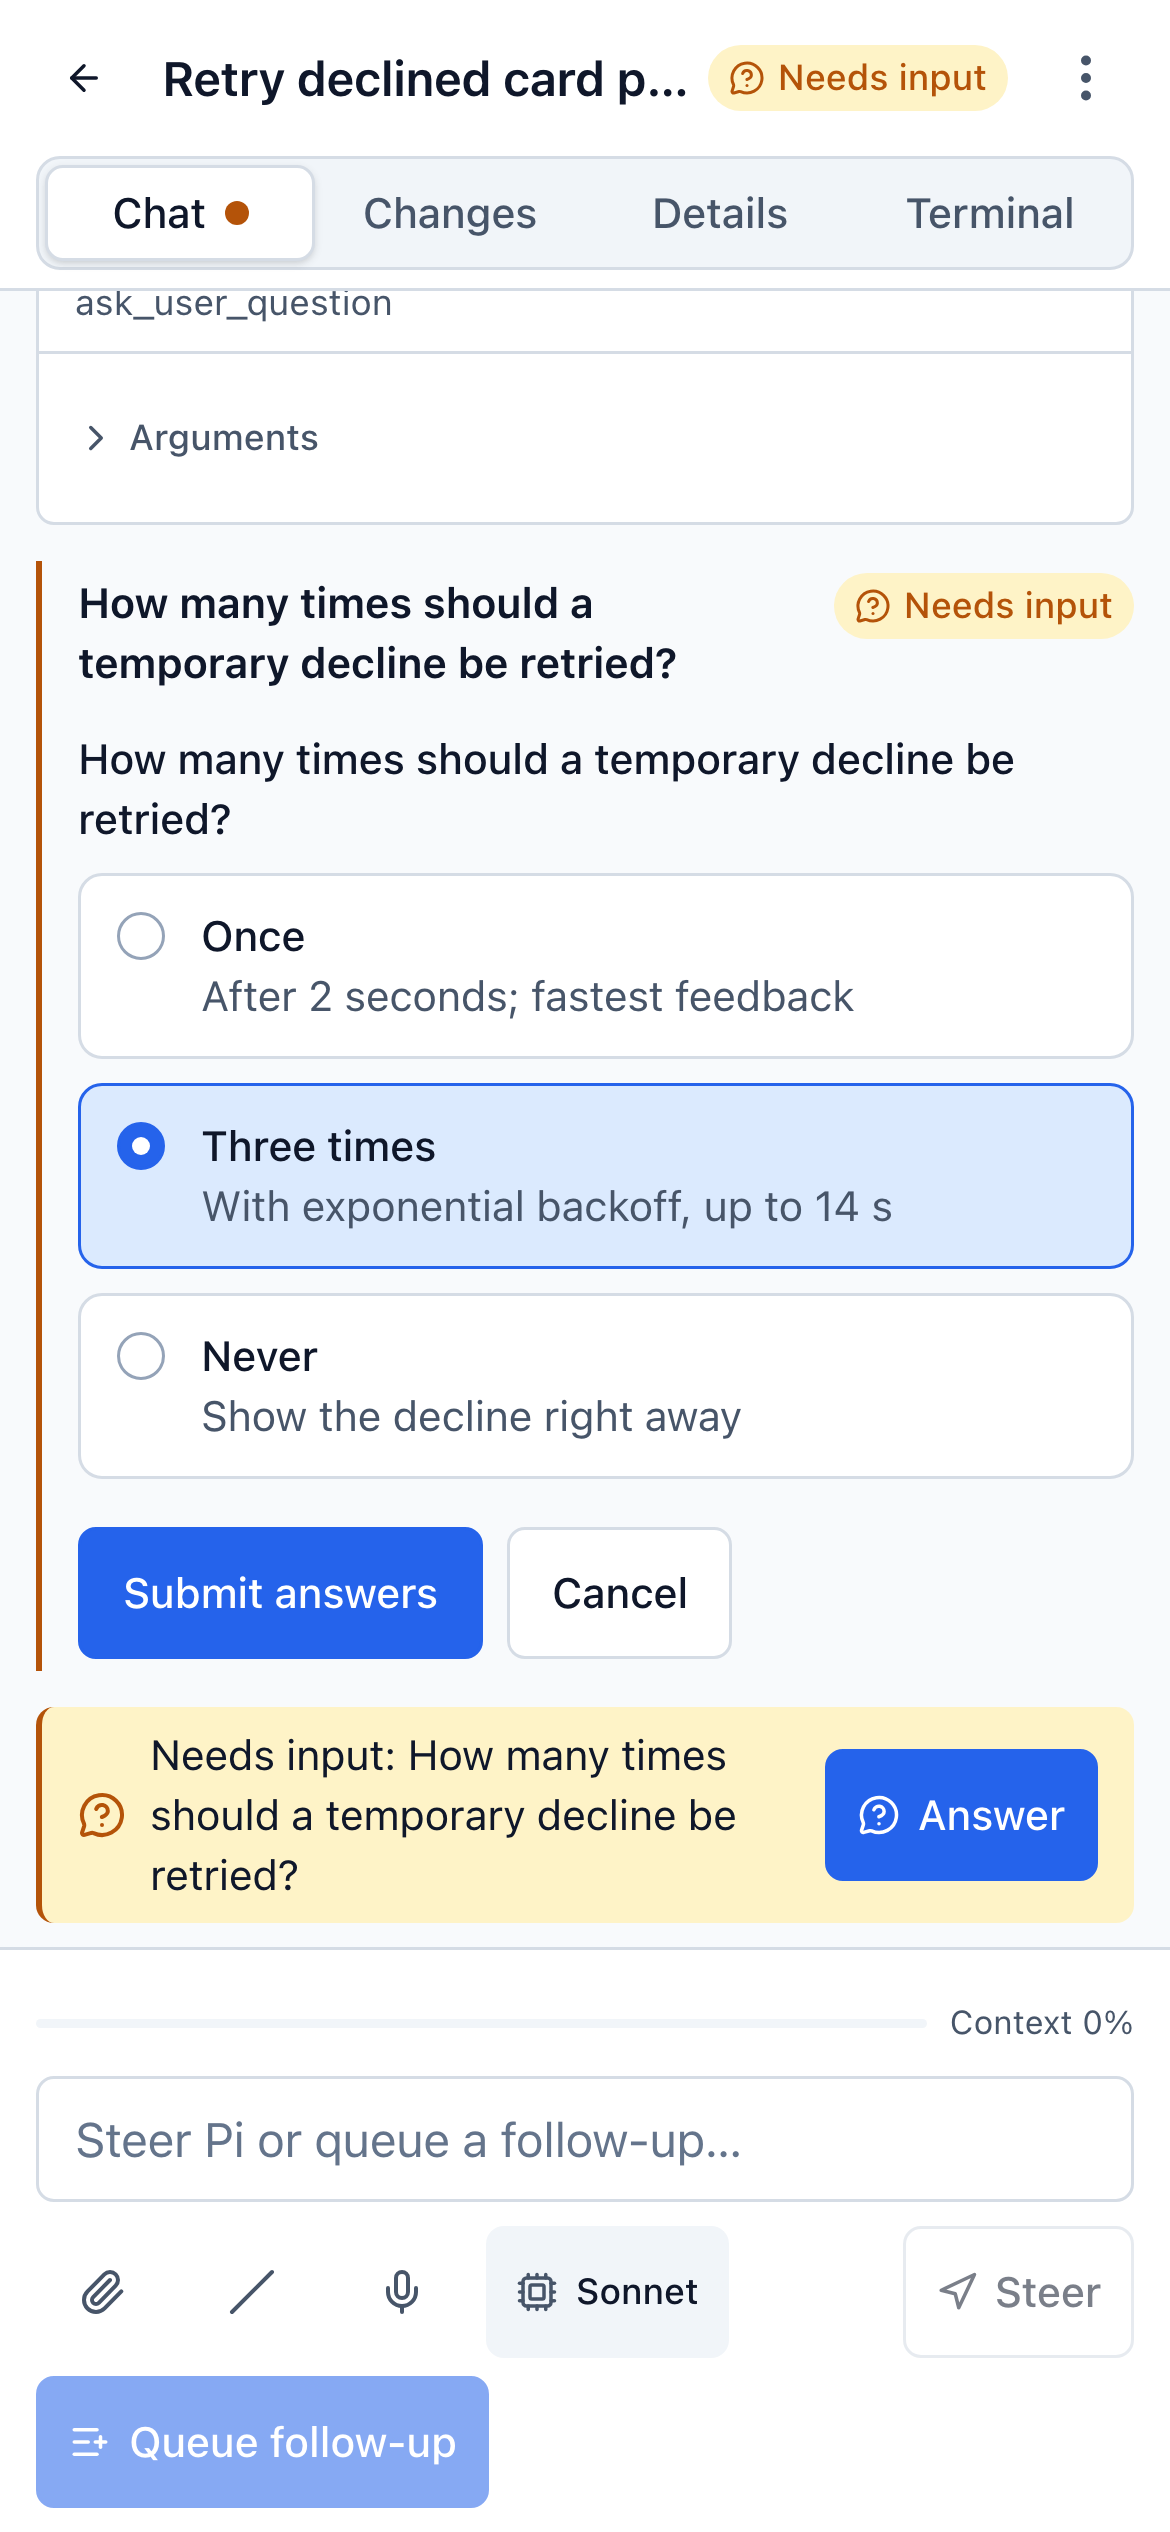 Retry declined card p...
Needs input
Chat
Changes
Details
Terminal
ask_user_question
Arguments
How many times should a
temporary decline be retried?
Needs input
How many times should a temporary decline be
retried?
Once
After 2 seconds; fastest feedback
Three times
With exponential backoff, up to 14 s
Never
Show the decline right away
Submit answers
Cancel
Needs input: How many times
should a temporary decline be
retried?
Answer
Context 0%
Steer Pi or queue a follow-up...
Sonnet
Steer
Queue follow-up